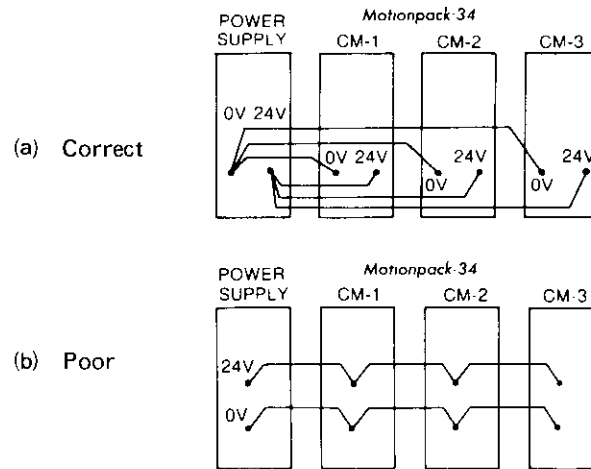 Motionpack-34
POWER SUPPLY CM-1 CM-2 CM-3
0V 24V
(a) Correct
0V 24V 0V 24V 0V 24V
Motionpack-34
POWER SUPPLY CM-1 CM-2 CM-3
(b) Poor
24V
0V